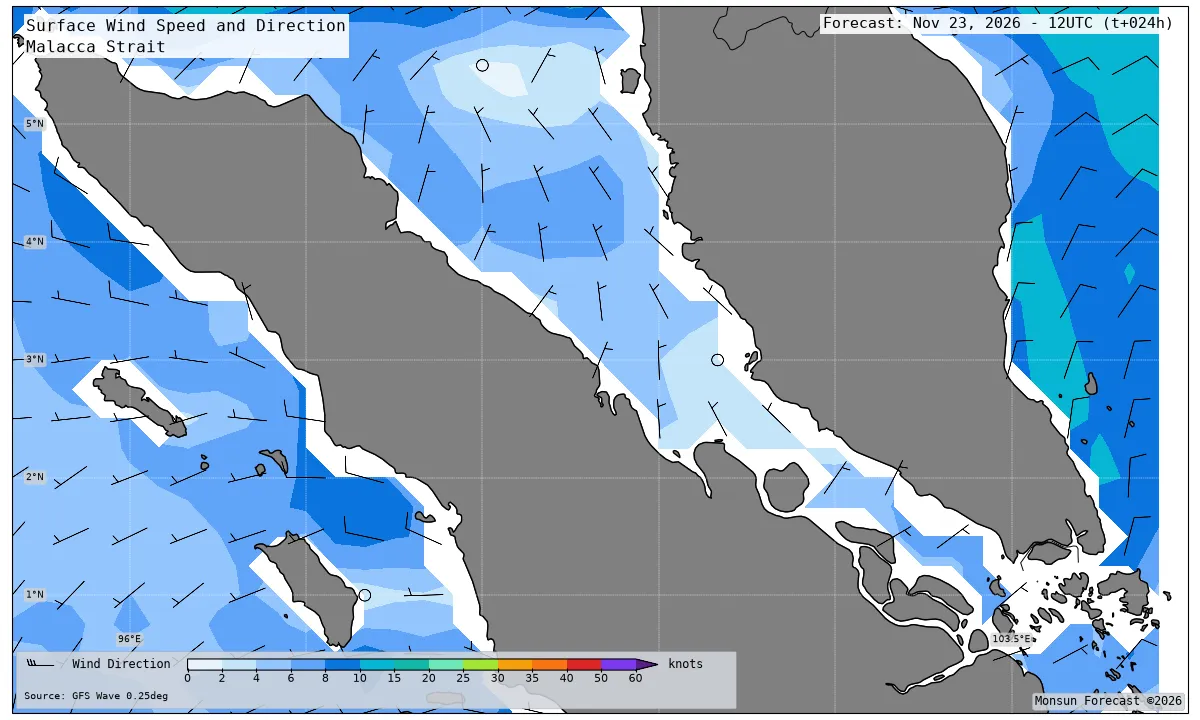 Surface Wind Speed and Direction
Malacca Strait
Forecast: Nov 23, 2026 - 12UTC (t+024h)
5°N
4°N
3°N
2°N
1°N
96°E
103.5°E
Wind Direction
knots
0 2 4 6 8 10 15 20 25 30 35 40 50 60
Source: GFS Wave 0.25deg
Monsun Forecast ©2026